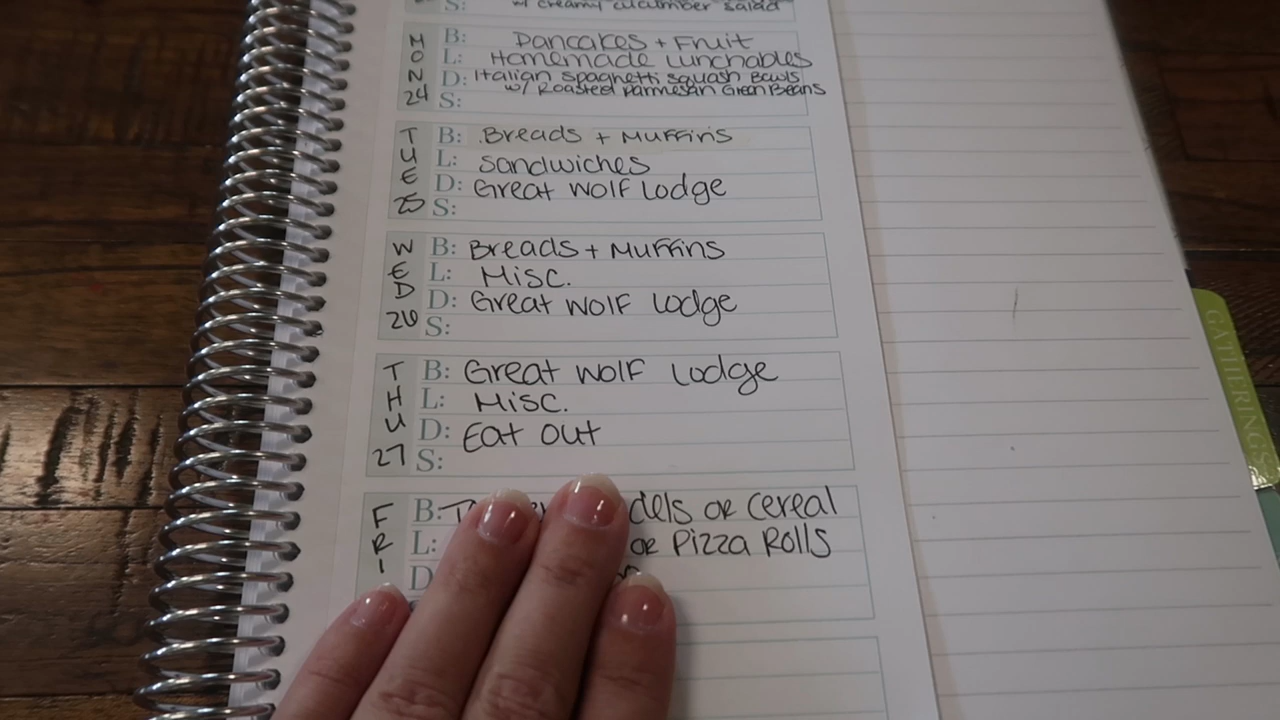 S: w/ creamy cucumber salad
MON 24
B: Pancakes + Fruit
L: Homemade Lunchables
D: Italian Spaghetti Squash Bowls
w/ Roasted Parmesan Green Beans
S:
TUE 25
B: Breads + Muffins
L: Sandwiches
D: Great Wolf Lodge
S:
WED 26
B: Breads + Muffins
L: Misc.
D: Great Wolf Lodge
S:
THU 27
B: Great Wolf Lodge
L: Misc.
D: Eat Out
S:
FRI
B: or Cereal
L: or Pizza Rolls
D
GATHERINGS